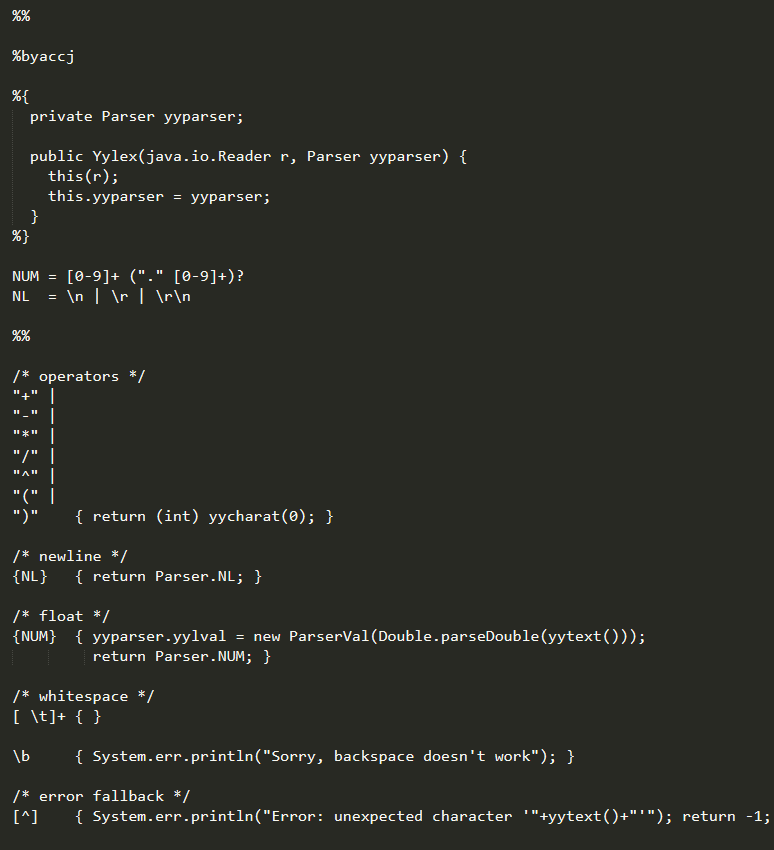 %%

%byaccj

%{
  private Parser yyparser;

  public Yylex(java.io.Reader r, Parser yyparser) {
    this(r);
    this.yyparser = yyparser;
  }
%}

NUM = [0-9]+ ("." [0-9]+)?
NL  = \n | \r | \r\n

%%

/* operators */
"+" |
"-" |
"*" |
"/" |
"^" |
"(" |
")"    { return (int) yycharat(0); }

/* newline */
{NL}   { return Parser.NL; }

/* float */
{NUM}  { yyparser.yylval = new ParserVal(Double.parseDouble(yytext()));
         return Parser.NUM; }

/* whitespace */
[ \t]+ { }

\b     { System.err.println("Sorry, backspace doesn't work"); }

/* error fallback */
[^]    { System.err.println("Error: unexpected character '"+yytext()+"'"); return -1;